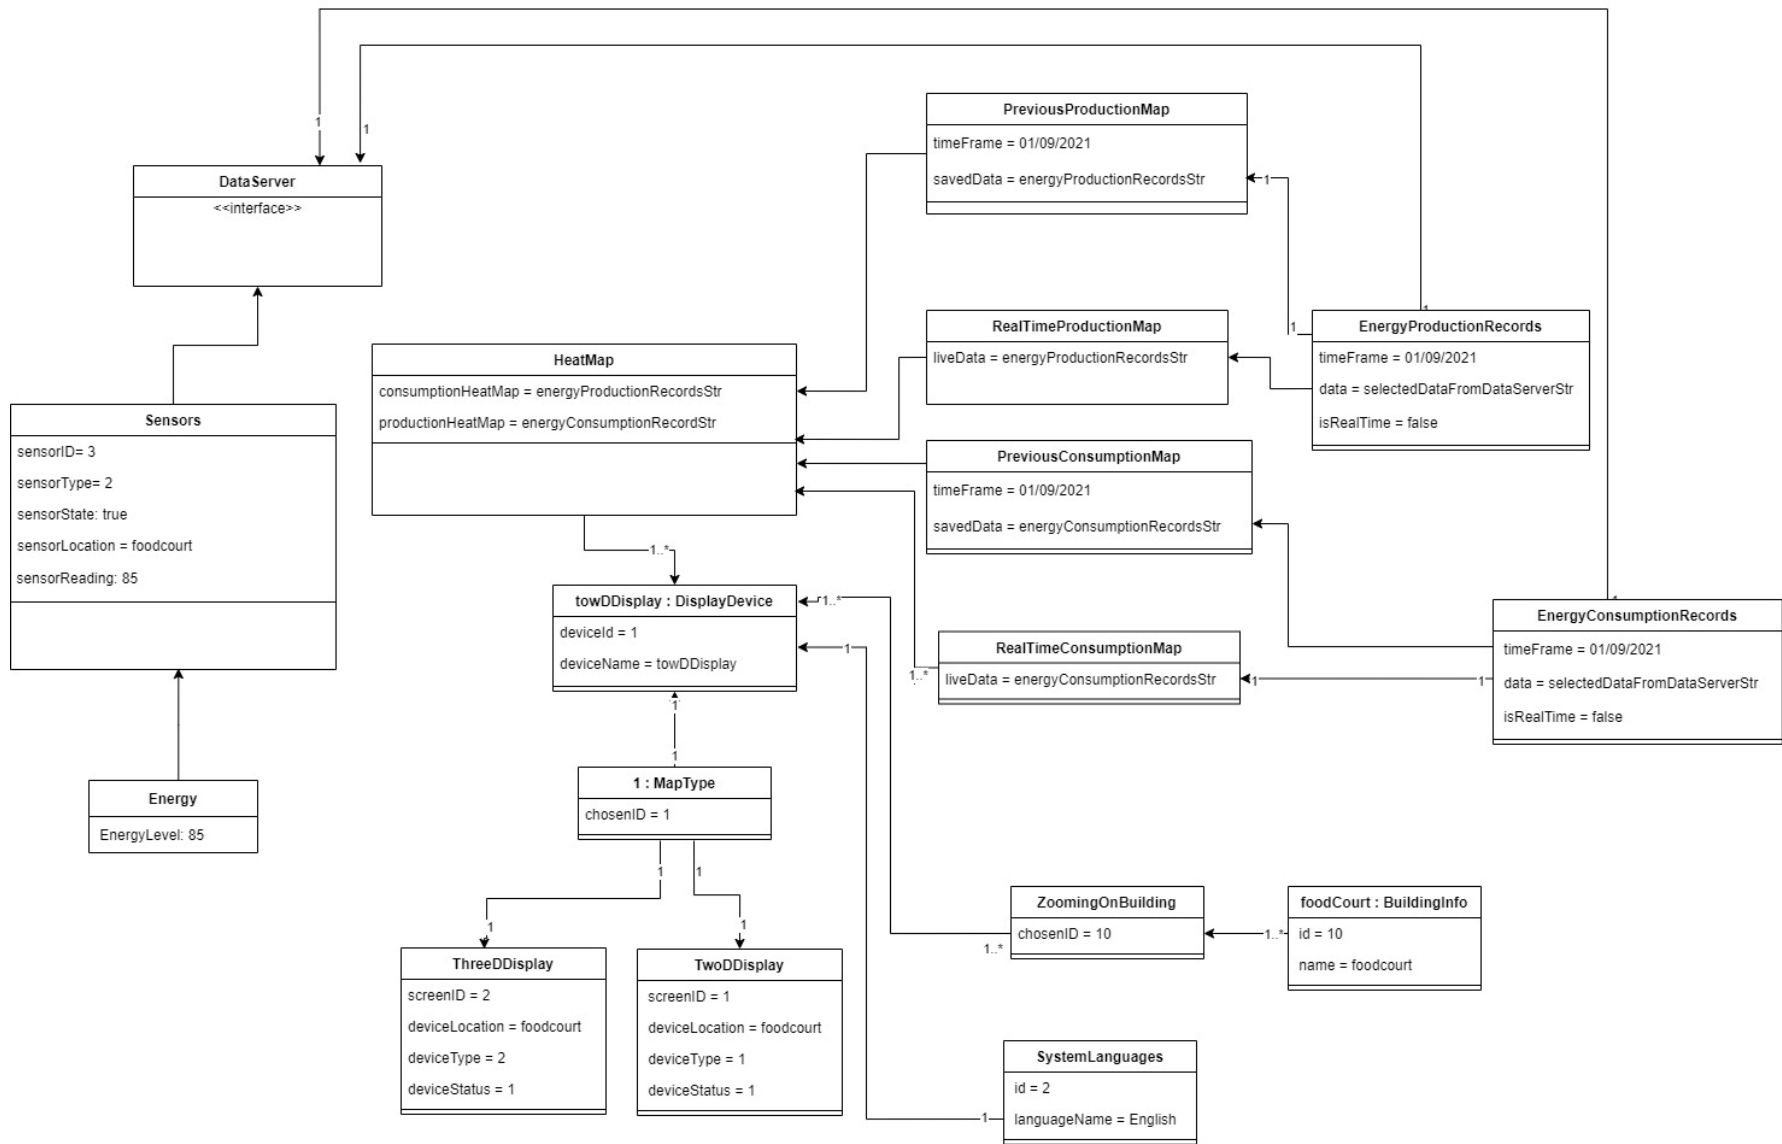 1
1
DataServer
<<interface>>
PreviousProductionMap
timeFrame = 01/09/2021
savedData = energyProductionRecordsStr
1
1
1
RealTimeProductionMap
liveData = energyProductionRecordsStr
EnergyProductionRecords
timeFrame = 01/09/2021
data = selectedDataFromDataServerStr
isRealTime = false
HeatMap
consumptionHeatMap = energyProductionRecordsStr
productionHeatMap = energyConsumptionRecordStr
Sensors
sensorID= 3
sensorType= 2
sensorState: true
sensorLocation = foodcourt
sensorReading: 85
PreviousConsumptionMap
timeFrame = 01/09/2021
savedData = energyConsumptionRecordsStr
1..*
towDDisplay : DisplayDevice
deviceId = 1
deviceName = towDDisplay
1..*
1
1
EnergyConsumptionRecords
timeFrame = 01/09/2021
data = selectedDataFromDataServerStr
isRealTime = false
RealTimeConsumptionMap
liveData = energyConsumptionRecordsStr
1..*
1
1
1
1
1 : MapType
chosenID = 1
Energy
EnergyLevel: 85
1
1
1
1
ThreeDDisplay
screenID = 2
deviceLocation = foodcourt
deviceType = 2
deviceStatus = 1
TwoDDisplay
screenID = 1
deviceLocation = foodcourt
deviceType = 1
deviceStatus = 1
ZoomingOnBuilding
chosenID = 10
1..*
1..*
foodCourt : BuildingInfo
id = 10
name = foodcourt
SystemLanguages
id = 2
languageName = English
1